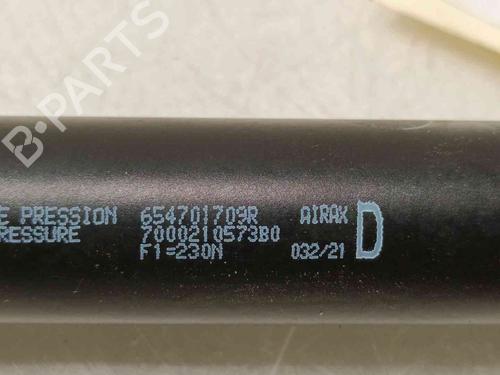 E PRESSION 654701709R AIRAX
RESSURE 7000210573B0 D
F1=230N 032/21
B-PARTS